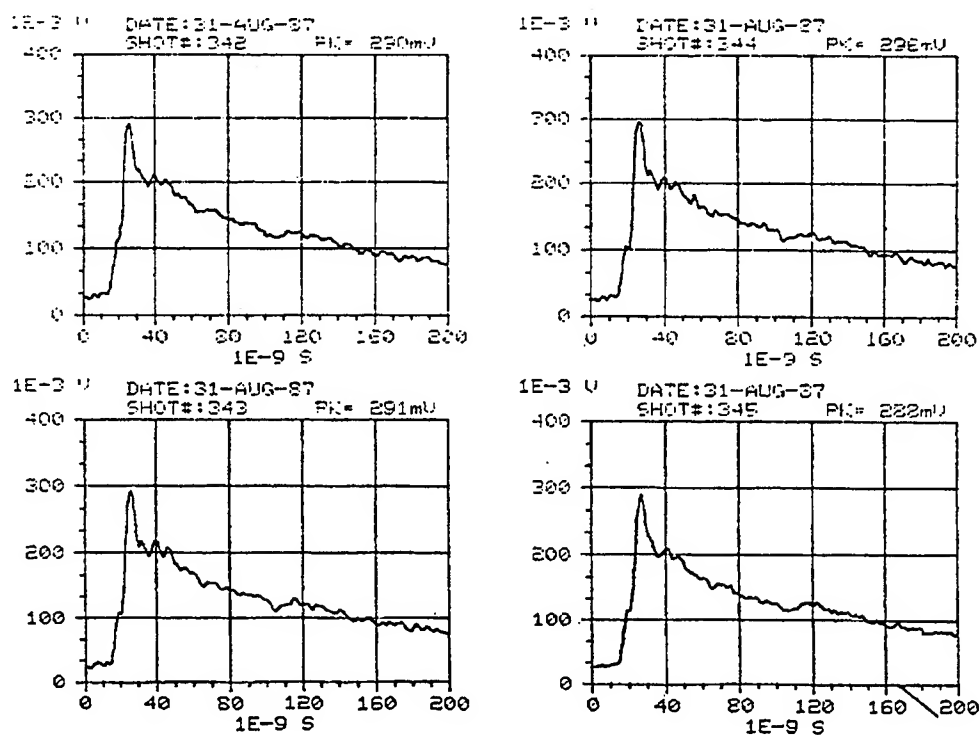 1E-3 V DATE:31-AUG-87
SHOT#:342 PK= 290mV
400
300
200
100
0
0 40 80 120 160 200
1E-9 S
1E-3 V DATE:31-AUG-87
SHOT#:344 PK= 296mV
400
300
200
100
0
0 40 80 120 160 200
1E-9 S
1E-3 V DATE:31-AUG-87
SHOT#:343 PK= 291mV
400
300
200
100
0
0 40 80 120 160 200
1E-9 S
1E-3 V DATE:31-AUG-87
SHOT#:345 PK=
400
300
200
100
0
0 40 80 120 160 200
1E-9 S